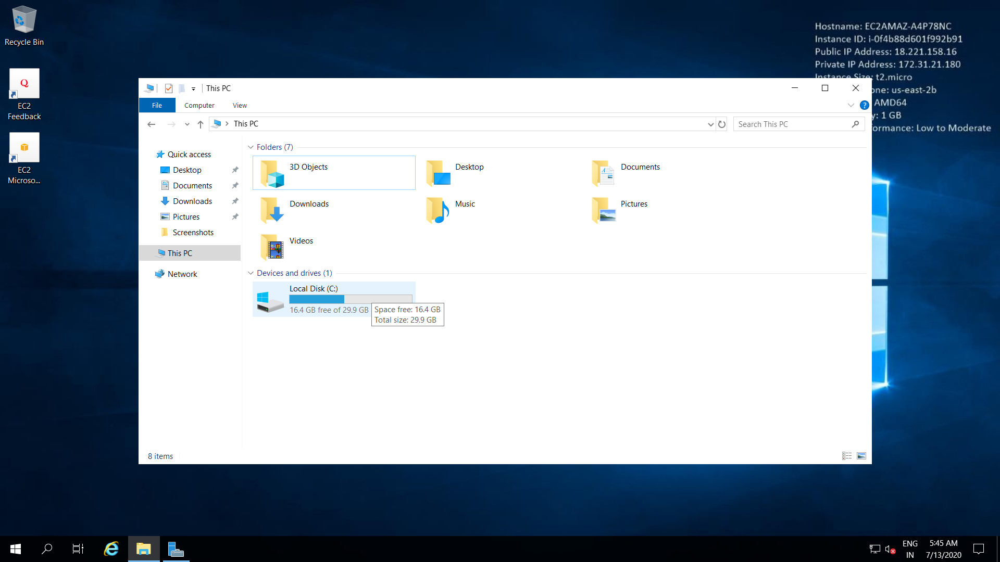 Recycle Bin
Q
EC2
Feedback
EC2
Microso...
Hostname: EC2AMAZ-A4P78NC
Instance ID: i-0f4b88d601f992b91
Public IP Address: 18.221.158.16
Private IP Address: 172.31.21.180
Instance Size: t2.micro
one: us-east-2b
AMD64
y: 1 GB
ormance: Low to Moderate
This PC
File Computer View
?
This PC
Search This PC
Quick access
Desktop
Documents
Downloads
Pictures
Screenshots
This PC
Network
Folders (7)
3D Objects
Desktop
Documents
Downloads
Music
Pictures
Videos
Devices and drives (1)
Local Disk (C:)
16.4 GB free of 29.9 GB
Space free: 16.4 GB
Total size: 29.9 GB
8 items
ENG
IN
5:45 AM
7/13/2020